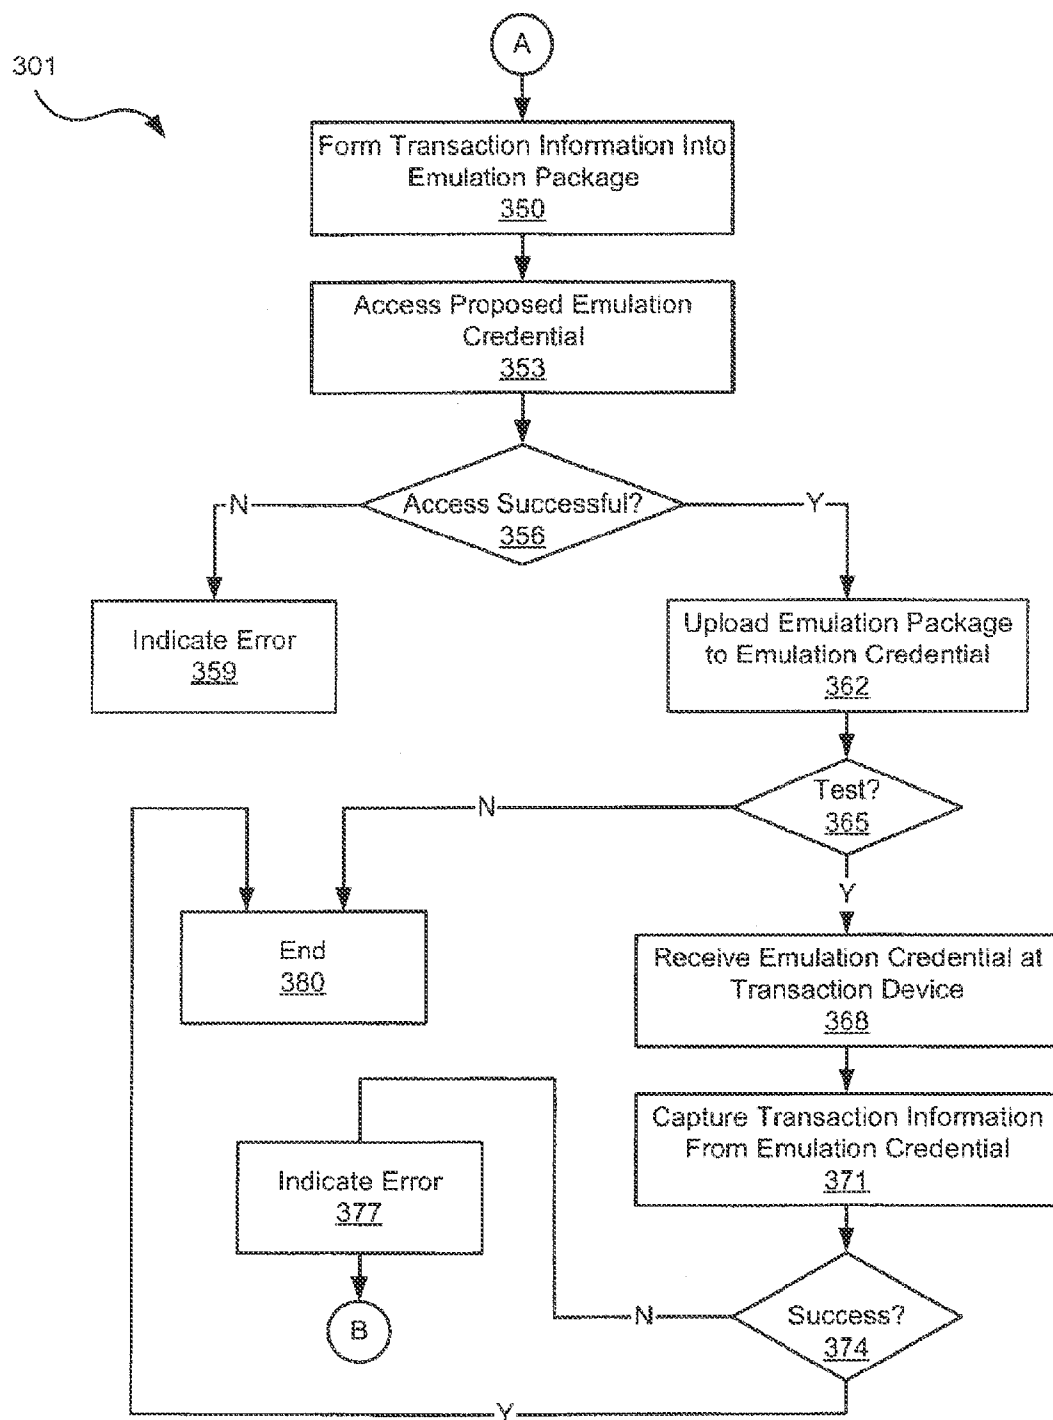 A
301
Form Transaction Information Into
Emulation Package
350
Access Proposed Emulation
Credential
353
N
Access Successful?
356
Y
Indicate Error
359
Upload Emulation Package
to Emulation Credential
362
N
Test?
365
Y
End
380
Receive Emulation Credential at
Transaction Device
368
Capture Transaction Information
From Emulation Credential
371
Indicate Error
377
B
N
Success?
374
Y